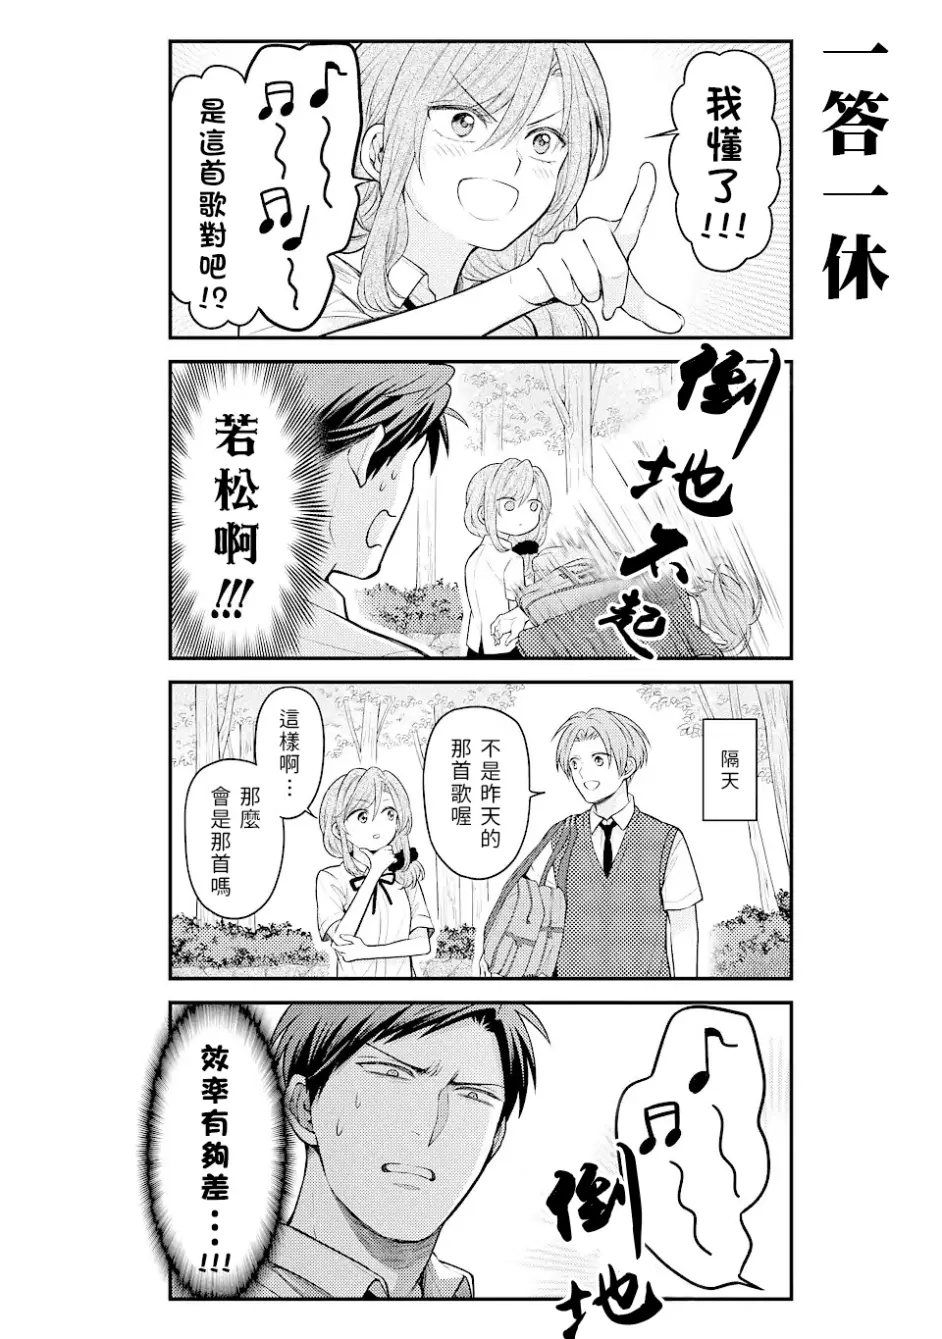 一答一休
我懂了!!!
是這首歌對吧!?
倒地不起
若松啊!!!
隔天
不是昨天的
那首歌喔
這樣啊…
那麼
會是那首嗎
倒地
效率有夠差…!!!